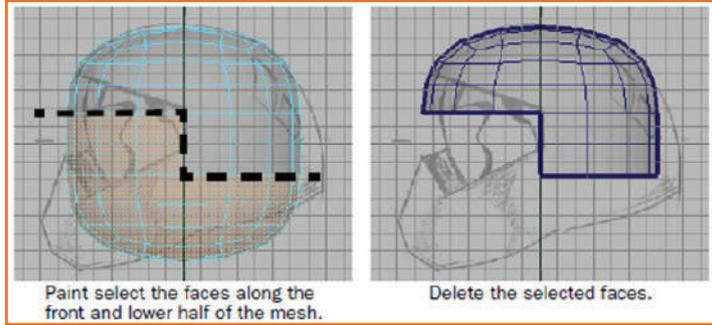 Paint select the faces along the
front and lower half of the mesh.
Delete the selected faces.